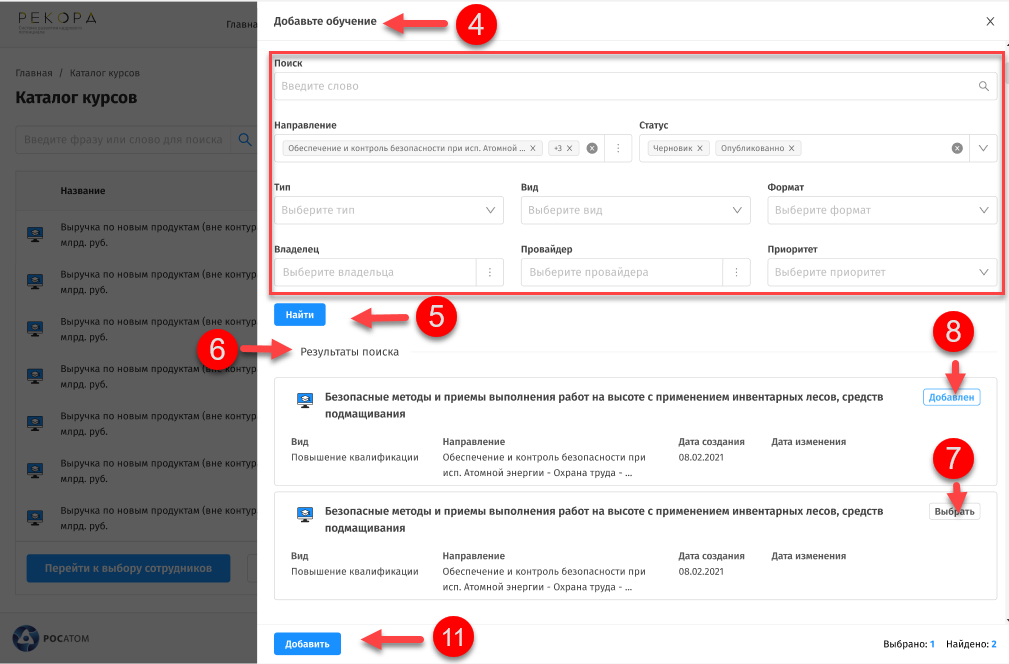 РЕКОРА
Главна
Главная / Каталог курсов
Каталог курсов
Введите фразу или слово для поиска
Название
Выручка по новым продуктам (вне контур
млрд. руб.
Выручка по новым продуктам (вне контур
млрд. руб.
Выручка по новым продуктам (вне контур
млрд. руб.
Выручка по новым продуктам (вне контур
млрд. руб.
Выручка по новым продуктам (вне контур
млрд. руб.
Выручка по новым продуктам (вне контур
млрд. руб.
Выручка по новым продуктам (вне контур
млрд. руб.
Перейти к выбору сотрудников
РОСАТОМ
Добавьте обучение
4
Поиск
Введите слово
Направление
Статус
Обеспечение и контроль безопасности при исп. Атомной ... × +3 ×
Черновик × Опубликованно ×
Тип Вид Формат
Выберите тип Выберите вид Выберите формат
Владелец Провайдер Приоритет
Выберите владельца Выберите провайдера Выберите приоритет
Найти
5
6
Результаты поиска
8
Безопасные методы и приемы выполнения работ на высоте с применением инвентарных лесов, средств
подмащивания
Добавлен
Вид Направление Дата создания Дата изменения
Повышение квалификации Обеспечение и контроль безопасности при 08.02.2021
исп. Атомной энергии - Охрана труда - ...
7
Безопасные методы и приемы выполнения работ на высоте с применением инвентарных лесов, средств
подмащивания
Выбрать
Вид Направление Дата создания Дата изменения
Повышение квалификации Обеспечение и контроль безопасности при 08.02.2021
исп. Атомной энергии - Охрана труда - ...
Добавить
11
Выбрано: 1 Найдено: 2